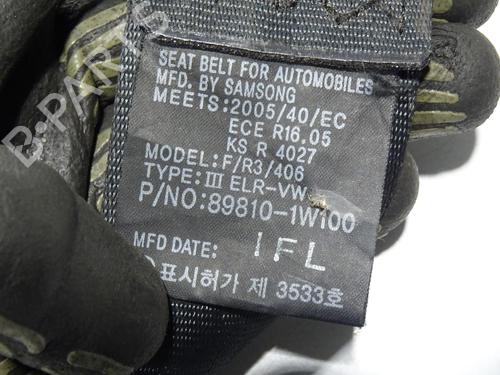 SEAT BELT FOR AUTOMOBILES
MFD. BY SAMSONG
MEETS:2005/40/EC
ECE R16.05
KS R 4027
MODEL:F/R3/406
TYPE:III ELR-VW
P/NO:89810-1W100
MFD DATE: 1FL
표시허가 제 3533호
B-PARTS